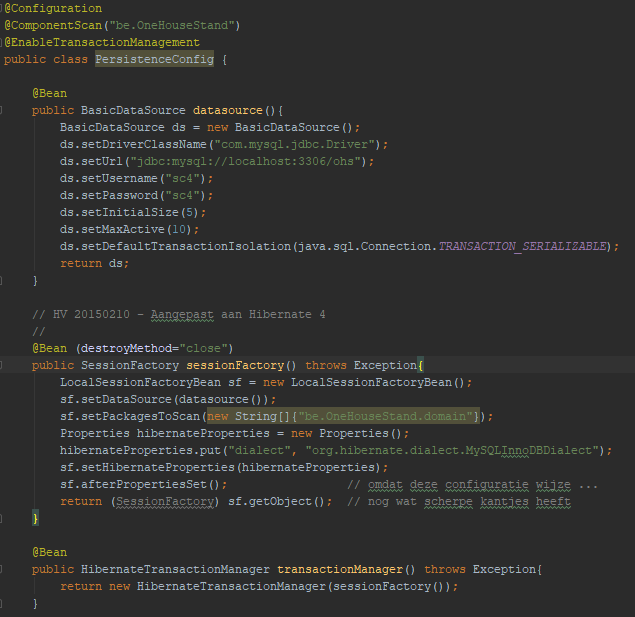 @Configuration
@ComponentScan("be.OneHouseStand")
@EnableTransactionManagement
public class PersistenceConfig {
@Bean
public BasicDataSource datasource(){
BasicDataSource ds = new BasicDataSource();
ds.setDriverClassName("com.mysql.jdbc.Driver");
ds.setUrl("jdbc:mysql://localhost:3306/ohs");
ds.setUsername("sc4");
ds.setPassword("sc4");
ds.setInitialSize(5);
ds.setMaxActive(10);
ds.setDefaultTransactionIsolation(java.sql.Connection.TRANSACTION_SERIALIZABLE);
return ds;
}
// HV 20150210 - Aangepast aan Hibernate 4
//
@Bean (destroyMethod="close")
public SessionFactory sessionFactory() throws Exception{
LocalSessionFactoryBean sf = new LocalSessionFactoryBean();
sf.setDataSource(datasource());
sf.setPackagesToScan(new String[]{"be.OneHouseStand.domain"});
Properties hibernateProperties = new Properties();
hibernateProperties.put("dialect", "org.hibernate.dialect.MySQLInnoDBDialect");
sf.setHibernateProperties(hibernateProperties);
sf.afterPropertiesSet(); // omdat deze configuratie wijze ...
return (SessionFactory) sf.getObject(); // nog wat scherpe kantjes heeft
}
@Bean
public HibernateTransactionManager transactionManager() throws Exception{
return new HibernateTransactionManager(sessionFactory());
}